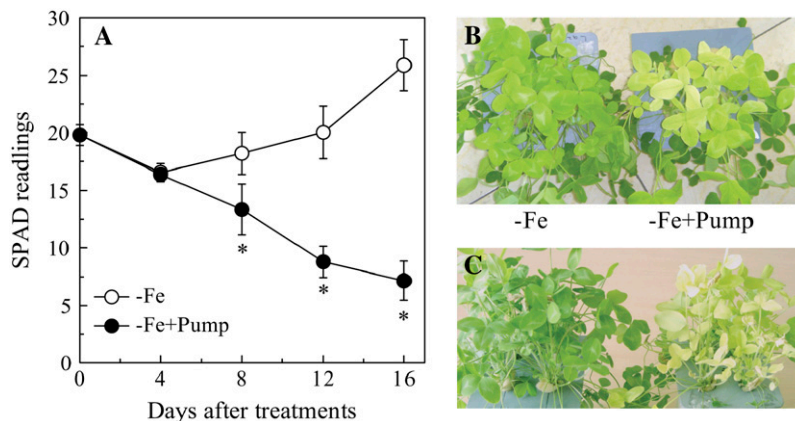 A
SPAD readlings
30
25
20
15
10
5
0
-Fe
-Fe+Pump
*
*
*
0
4
8
12
16
Days after treatments
B
-Fe
-Fe+Pump
C